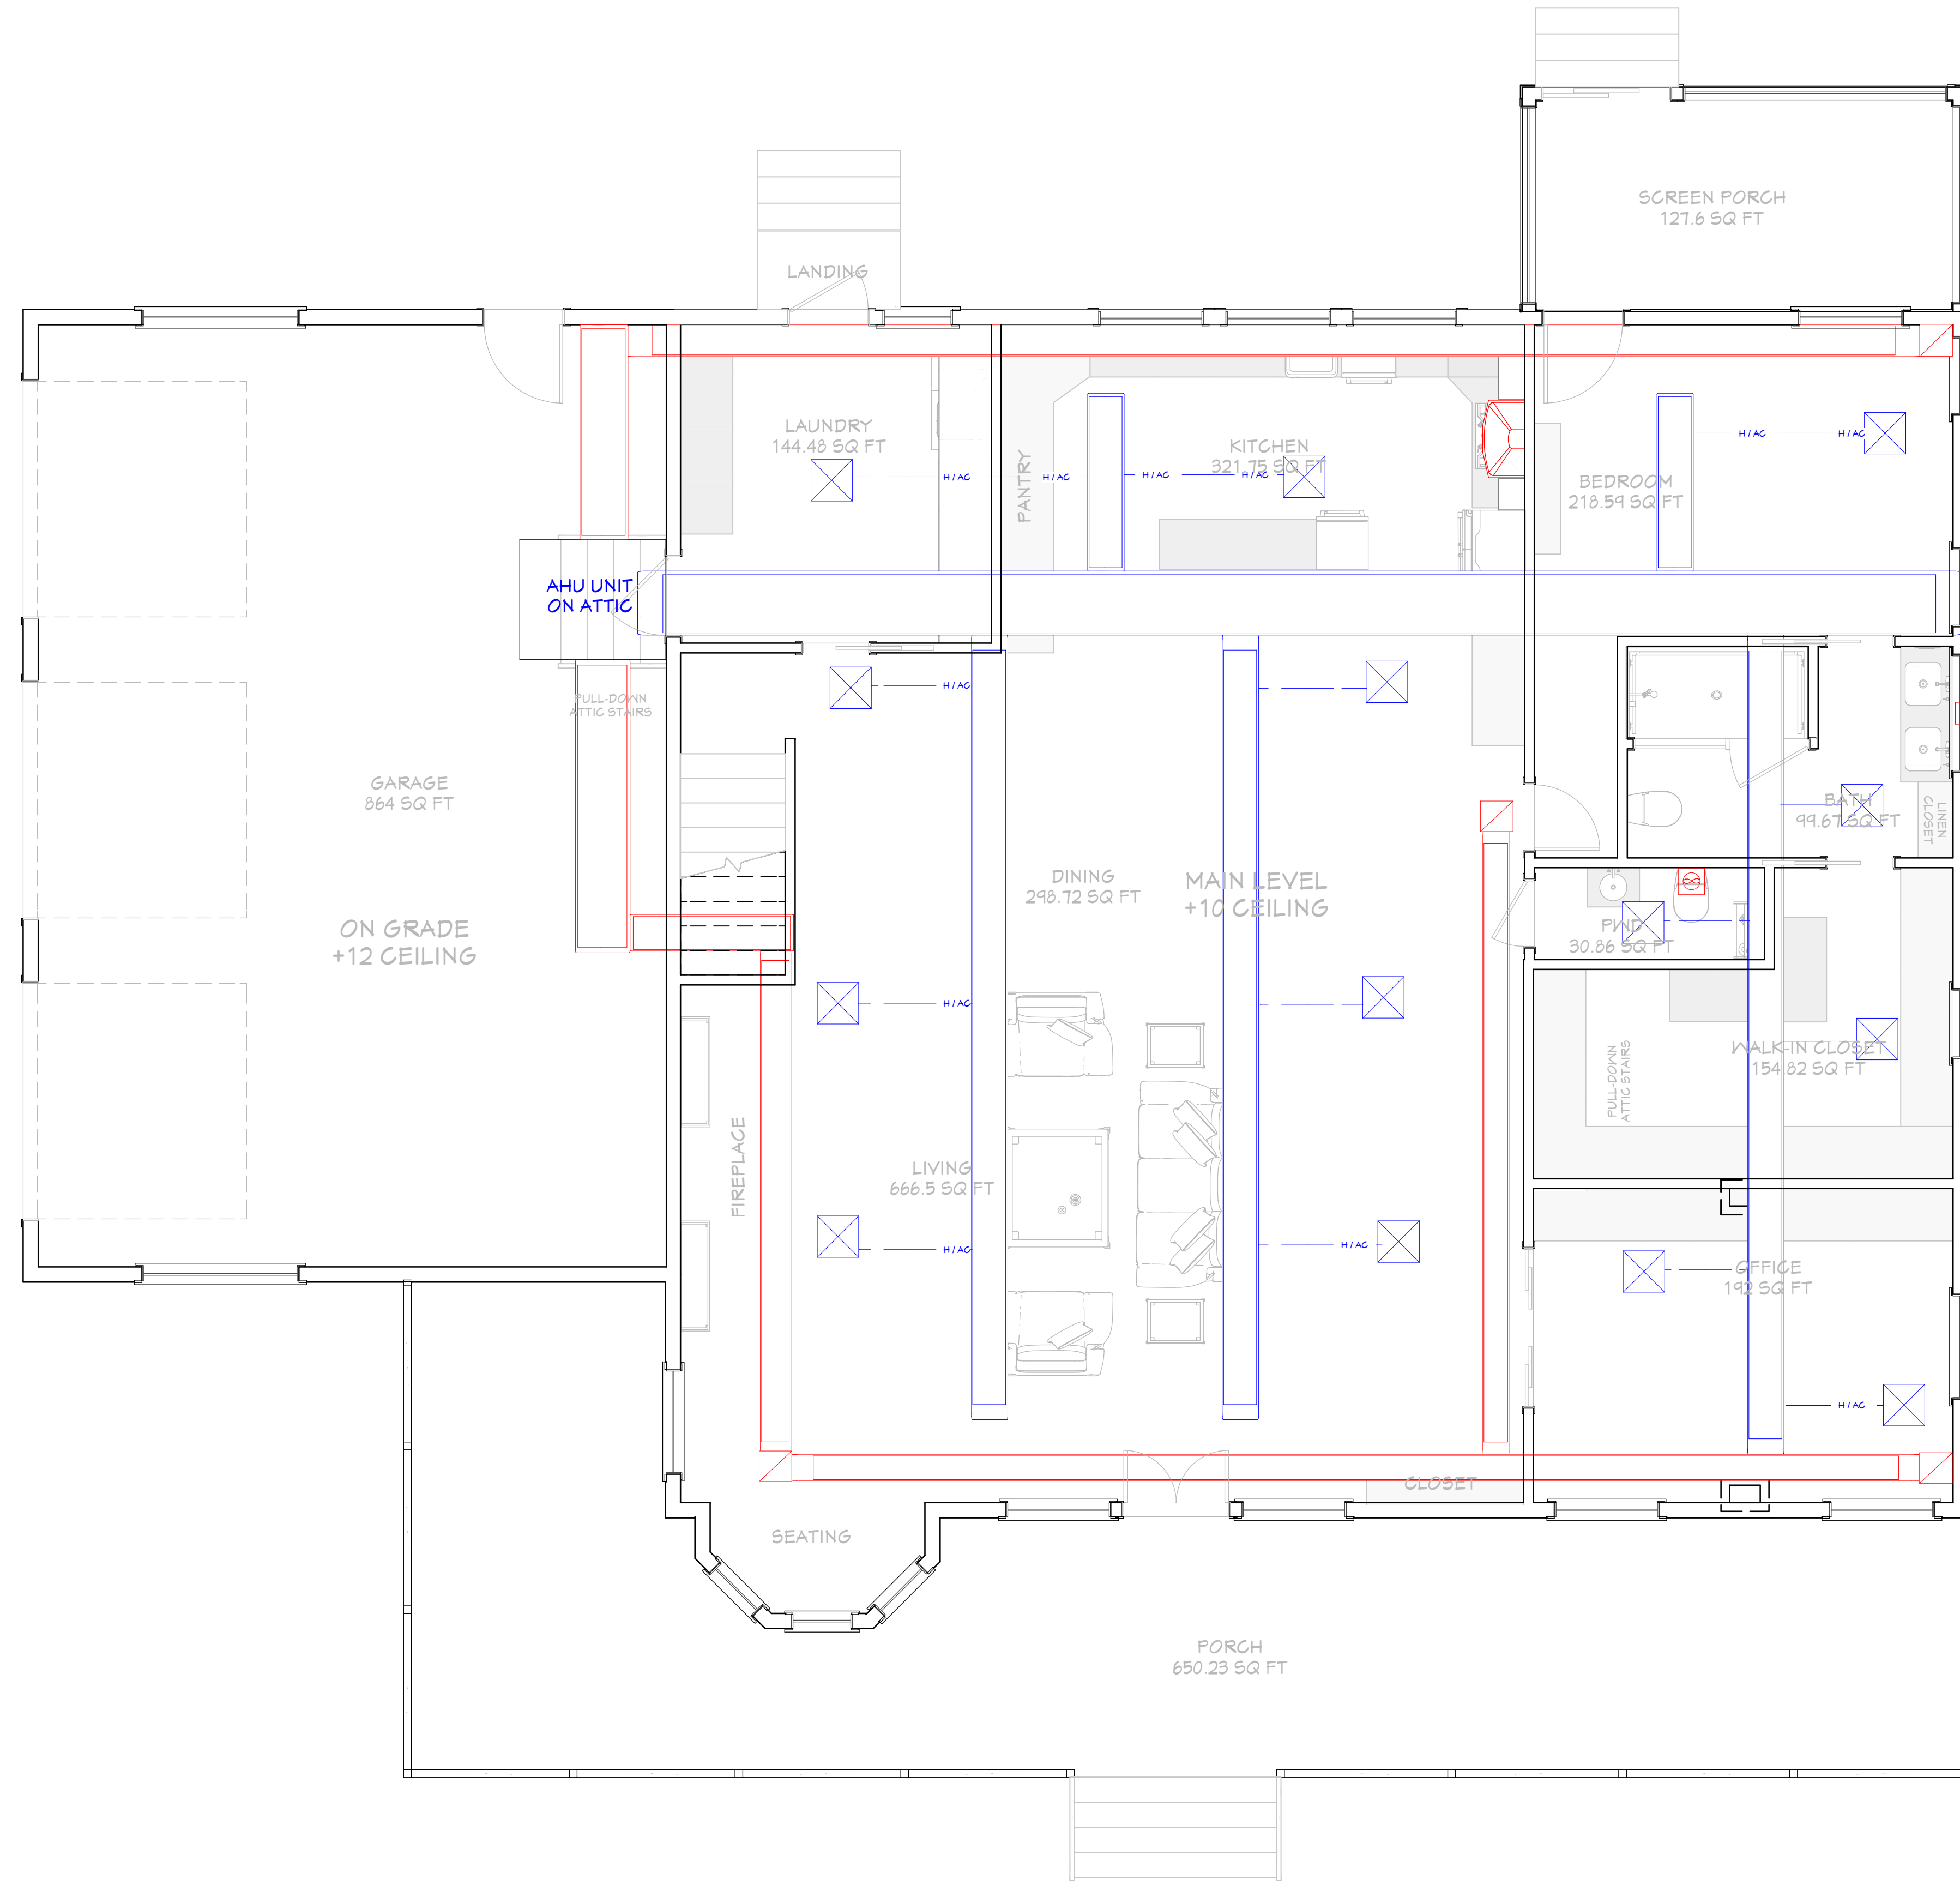 SCREEN PORCH
127.6 SQ FT
LANDING
LAUNDRY
144.48 SQ FT
H / AC
H / AC
PANTRY
H / AC
H / AC
KITCHEN
321.75 SQ FT
BEDROOM
218.59 SQ FT
H / AC
H / AC
AHU UNIT
ON ATTIC
PULL-DOWN
ATTIC STAIRS
H / AC
GARAGE
864 SQ FT
ON GRADE
+12 CEILING
DINING
298.72 SQ FT
MAIN LEVEL
+10 CEILING
BATH
99.67 SQ FT
LINEN
CLOSET
PWD
30.86 SQ FT
H / AC
WALK-IN CLOSET
154.82 SQ FT
PULL-DOWN
ATTIC STAIRS
FIREPLACE
LIVING
666.5 SQ FT
H / AC
H / AC
OFFICE
192 SQ FT
H / AC
CLOSET
SEATING
PORCH
650.23 SQ FT